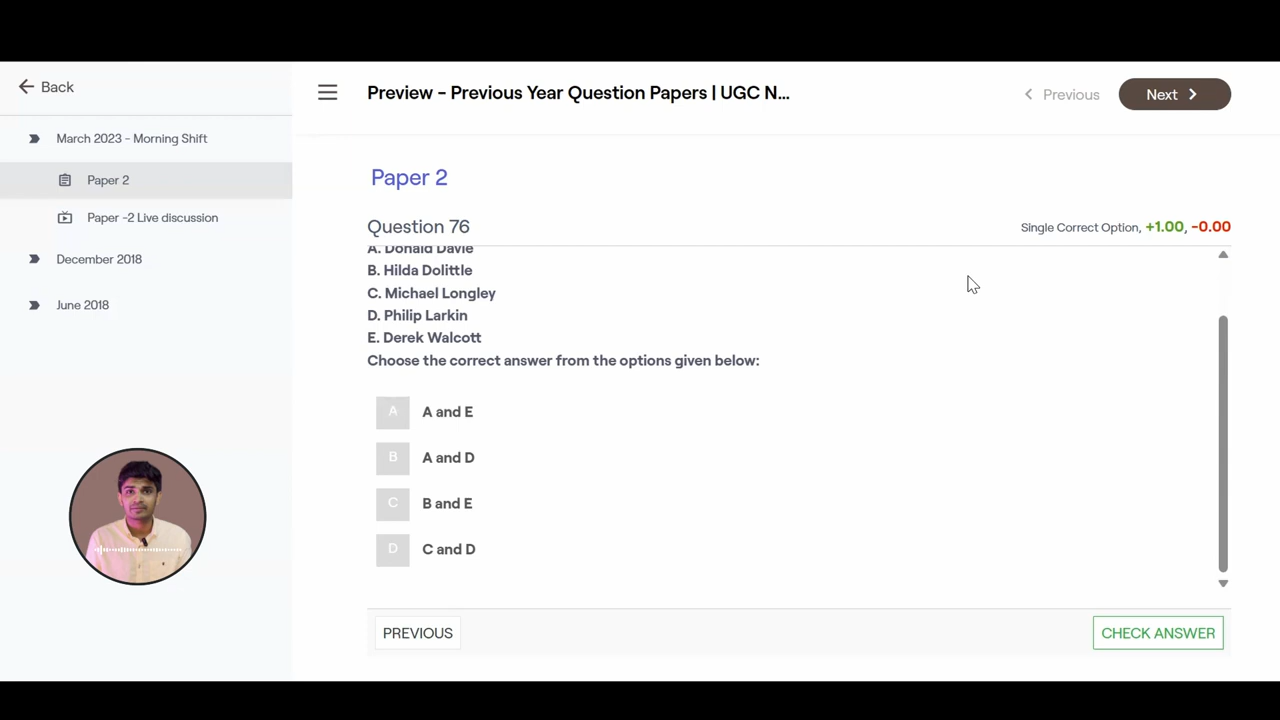 Back
Preview - Previous Year Question Papers | UGC N...
Previous
Next
March 2023 - Morning Shift
Paper 2
Paper -2 Live discussion
December 2018
June 2018
Paper 2
Question 76
Single Correct Option, +1.00, -0.00
A. Donald Davie
B. Hilda Dolittle
C. Michael Longley
D. Philip Larkin
E. Derek Walcott
Choose the correct answer from the options given below:
A A and E
B A and D
C B and E
D C and D
PREVIOUS
CHECK ANSWER